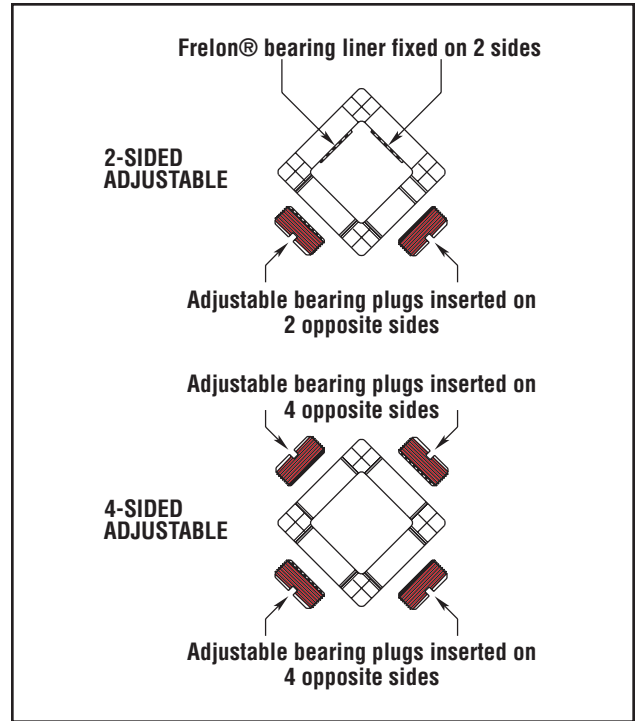 Frelon® bearing liner fixed on 2 sides
2-SIDED
ADJUSTABLE
Adjustable bearing plugs inserted on
2 opposite sides
Adjustable bearing plugs inserted on
4 opposite sides
4-SIDED
ADJUSTABLE
Adjustable bearing plugs inserted on
4 opposite sides